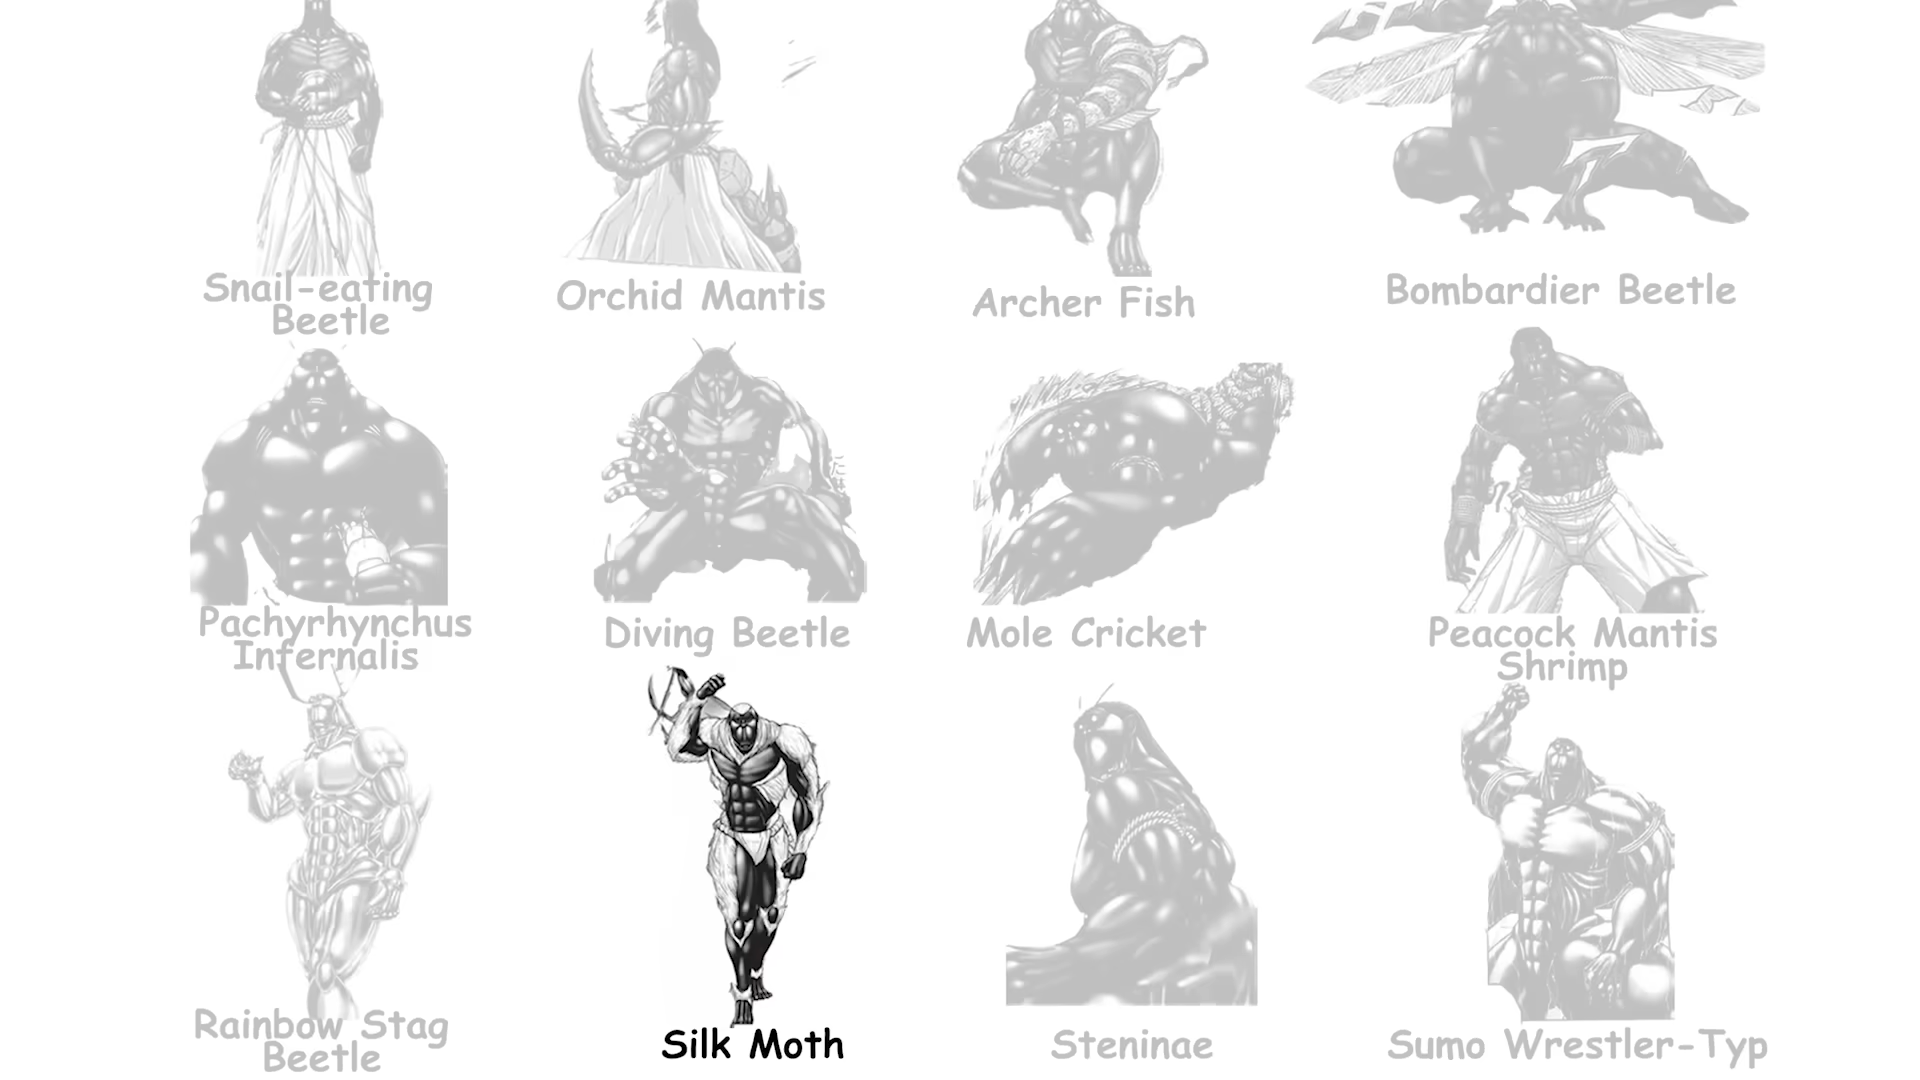 Snail-eating
Beetle
Orchid Mantis
Archer Fish
Bombardier Beetle
Pachyrhynchus
Infernalis
Diving Beetle
Mole Cricket
Peacock Mantis
Shrimp
Rainbow Stag
Beetle
Silk Moth
Steninae
Sumo Wrestler-Typ